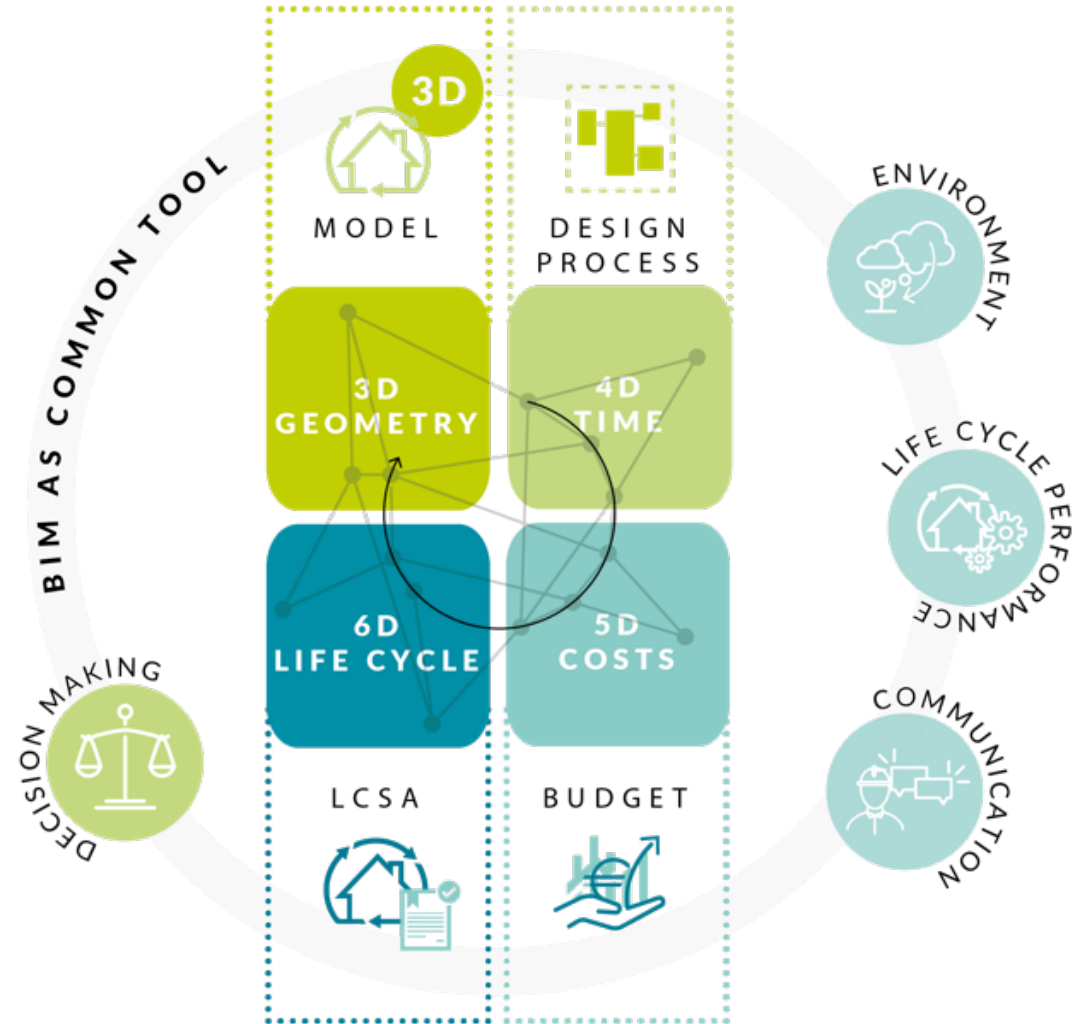 3D
MODEL
DESIGN
PROCESS
BIM AS COMMON TOOL
ENVIRONMENT
3D
GEOMETRY
4D
TIME
LIFE CYCLE PERFORMANCE
6D
LIFE CYCLE
5D
COSTS
DECISION MAKING
COMMUNICATION
LCSA
BUDGET